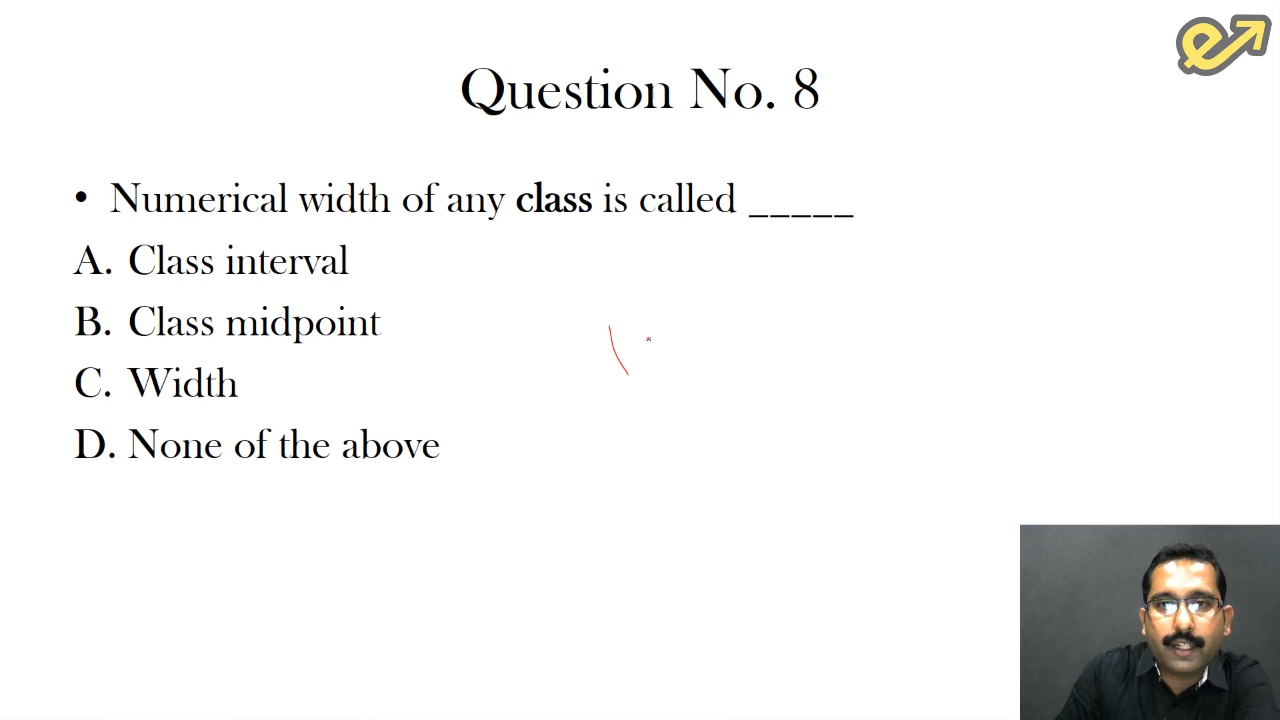 Question No. 8
• Numerical width of any class is called _____
A. Class interval
B. Class midpoint
C. Width
D. None of the above